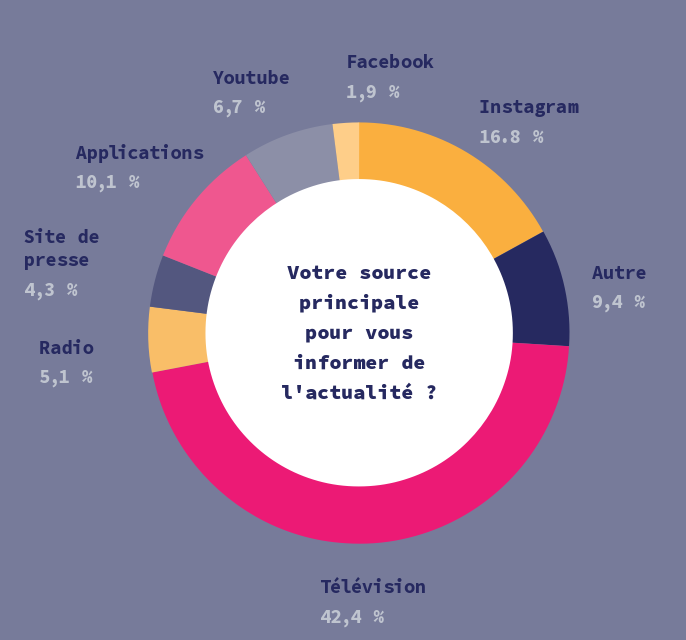 Facebook
1,9 %
Youtube
6,7 %
Instagram
16.8 %
Applications
10,1 %
Site de
presse
4,3 %
Autre
9,4 %
Radio
5,1 %
Votre source
principale
pour vous
informer de
l'actualité ?
Télévision
42,4 %